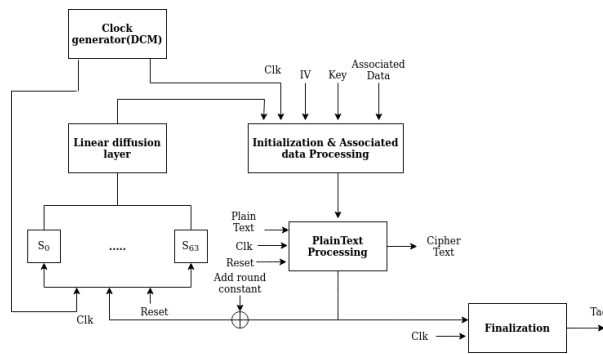 Clock
generator(DCM)
Clk
IV
Key
Associated
Data
Linear diffusion
layer
Initialization & Associated
data Processing
Plain
Text
Clk
Reset
PlainText
Processing
Cipher
Text
S0
.....
S63
Add round
constant
Clk
Reset
Clk
Finalization
Tag